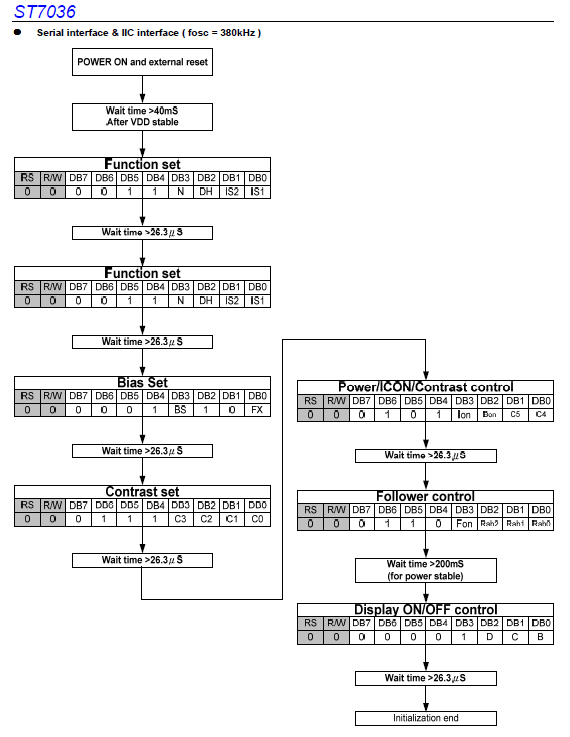 ST7036
● Serial interface & IIC interface ( fosc = 380kHz )
POWER ON and external reset
Wait time >40mS
.After VDD stable
Function set
RS R/W DB7 DB6 DB5 DB4 DB3 DB2 DB1 DB0
0 0 0 0 1 1 N DH IS2 IS1
Wait time >26.3μS
Function set
RS R/W DB7 DB6 DB5 DB4 DB3 DB2 DB1 DB0
0 0 0 0 1 1 N DH IS2 IS1
Wait time >26.3μS
Bias Set
RS R/W DB7 DB6 DB5 DB4 DB3 DB2 DB1 DB0
0 0 0 0 0 1 BS 1 0 FX
Wait time >26.3μS
Contrast set
RS R/W DB7 DB6 DB5 DB4 DB3 DB2 DB1 DB0
0 0 0 1 1 1 C3 C2 C1 C0
Wait time >26.3μS
Power/ICON/Contrast control
RS R/W DB7 DB6 DB5 DB4 DB3 DB2 DB1 DB0
0 0 0 1 0 1 Ion Bon C5 C4
Wait time >26.3μS
Follower control
RS R/W DB7 DB6 DB5 DB4 DB3 DB2 DB1 DB0
0 0 0 1 1 0 Fon Rab2 Rab1 Rab0
Wait time >200mS
(for power stable)
Display ON/OFF control
RS R/W DB7 DB6 DB5 DB4 DB3 DB2 DB1 DB0
0 0 0 0 0 0 1 D C B
Wait time >26.3μS
Initialization end